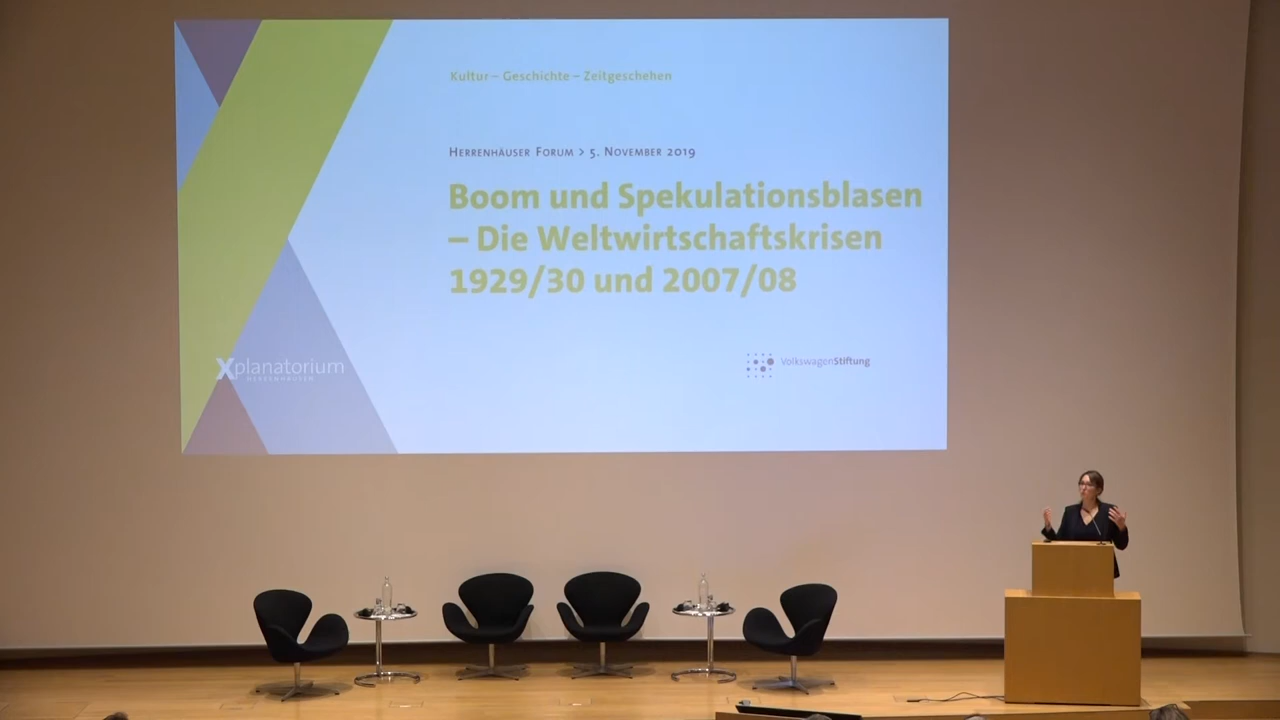 Kultur – Geschichte – Zeitgeschehen
Herrenhäuser Forum > 5. November 2019
Boom und Spekulationsblasen
– Die Weltwirtschaftskrisen
1929/30 und 2007/08
Xplanatorium
HERRENHAUSEN
VolkswagenStiftung